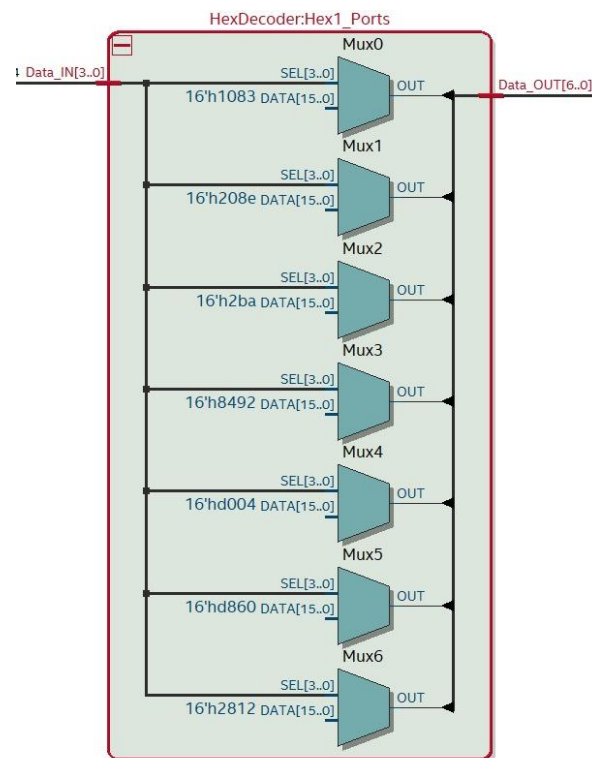 HexDecoder:Hex1_Ports
Mux0
Data_IN[3..0]
SEL[3..0]
16'h1083 DATA[15..0]
OUT
Data_OUT[6..0]
Mux1
SEL[3..0]
16'h208e DATA[15..0]
OUT
Mux2
SEL[3..0]
16'h2ba DATA[15..0]
OUT
Mux3
SEL[3..0]
16'h8492 DATA[15..0]
OUT
Mux4
SEL[3..0]
16'hd004 DATA[15..0]
OUT
Mux5
SEL[3..0]
16'hd860 DATA[15..0]
OUT
Mux6
SEL[3..0]
16'h2812 DATA[15..0]
OUT